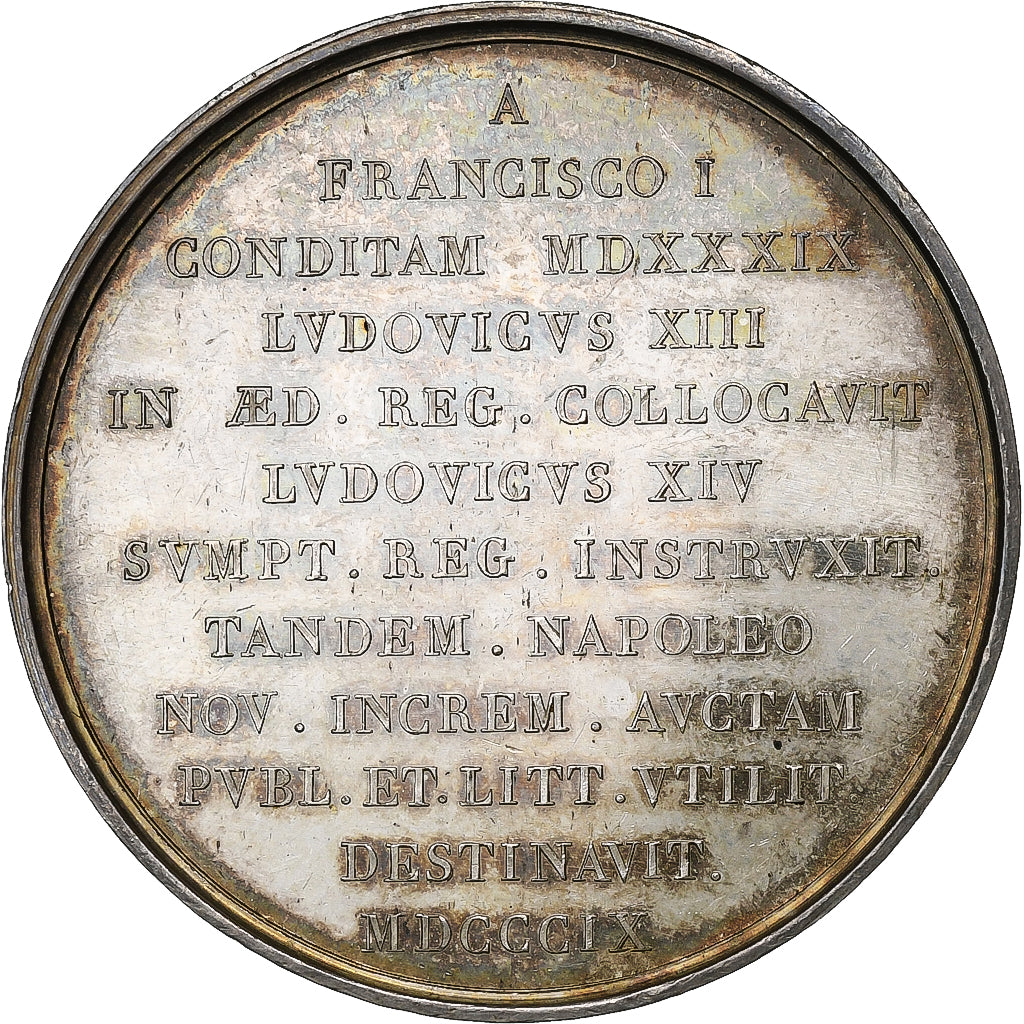 A
FRANCISCO I
CONDITAM MDXXXIX
LVDOVICVS XIII
IN ÆD. REG. COLLOCAVIT
LVDOVICVS XIV
SVMPT. REG. INSTRVXIT.
TANDEM. NAPOLEO
NOV. INCREM. AVCTAM
PVBL. ET. LITT. VTILIT.
DESTINAVIT.
MDCCCIX